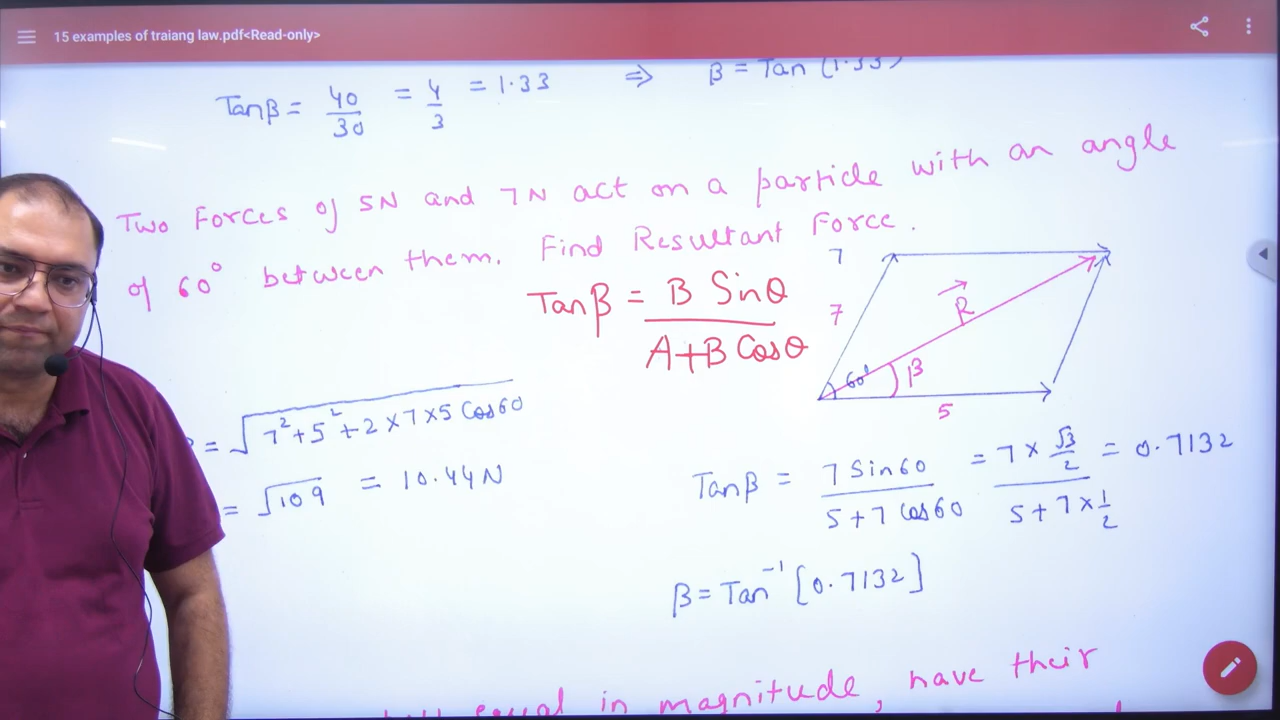 15 examples of traiang law.pdf<Read-only>
Tanβ = 40/30 = 4/3 = 1.33 ⇒ β = Tan (1.33)
Two Forces of 5N and 7N act on a particle with an angle
of 60° between them. Find Resultant Force.
Tanβ = B Sinθ / A+B Cosθ
7
7
R⃗
60°
β
5
= √7²+5²+2×7×5 Cos60
= √109 = 10.44N
Tanβ = 7 Sin60 / 5+7 Cos60 = 7×√3/2 / 5+7×1/2 = 0.7132
β = Tan⁻¹ [0.7132]
equal in magnitude, have their